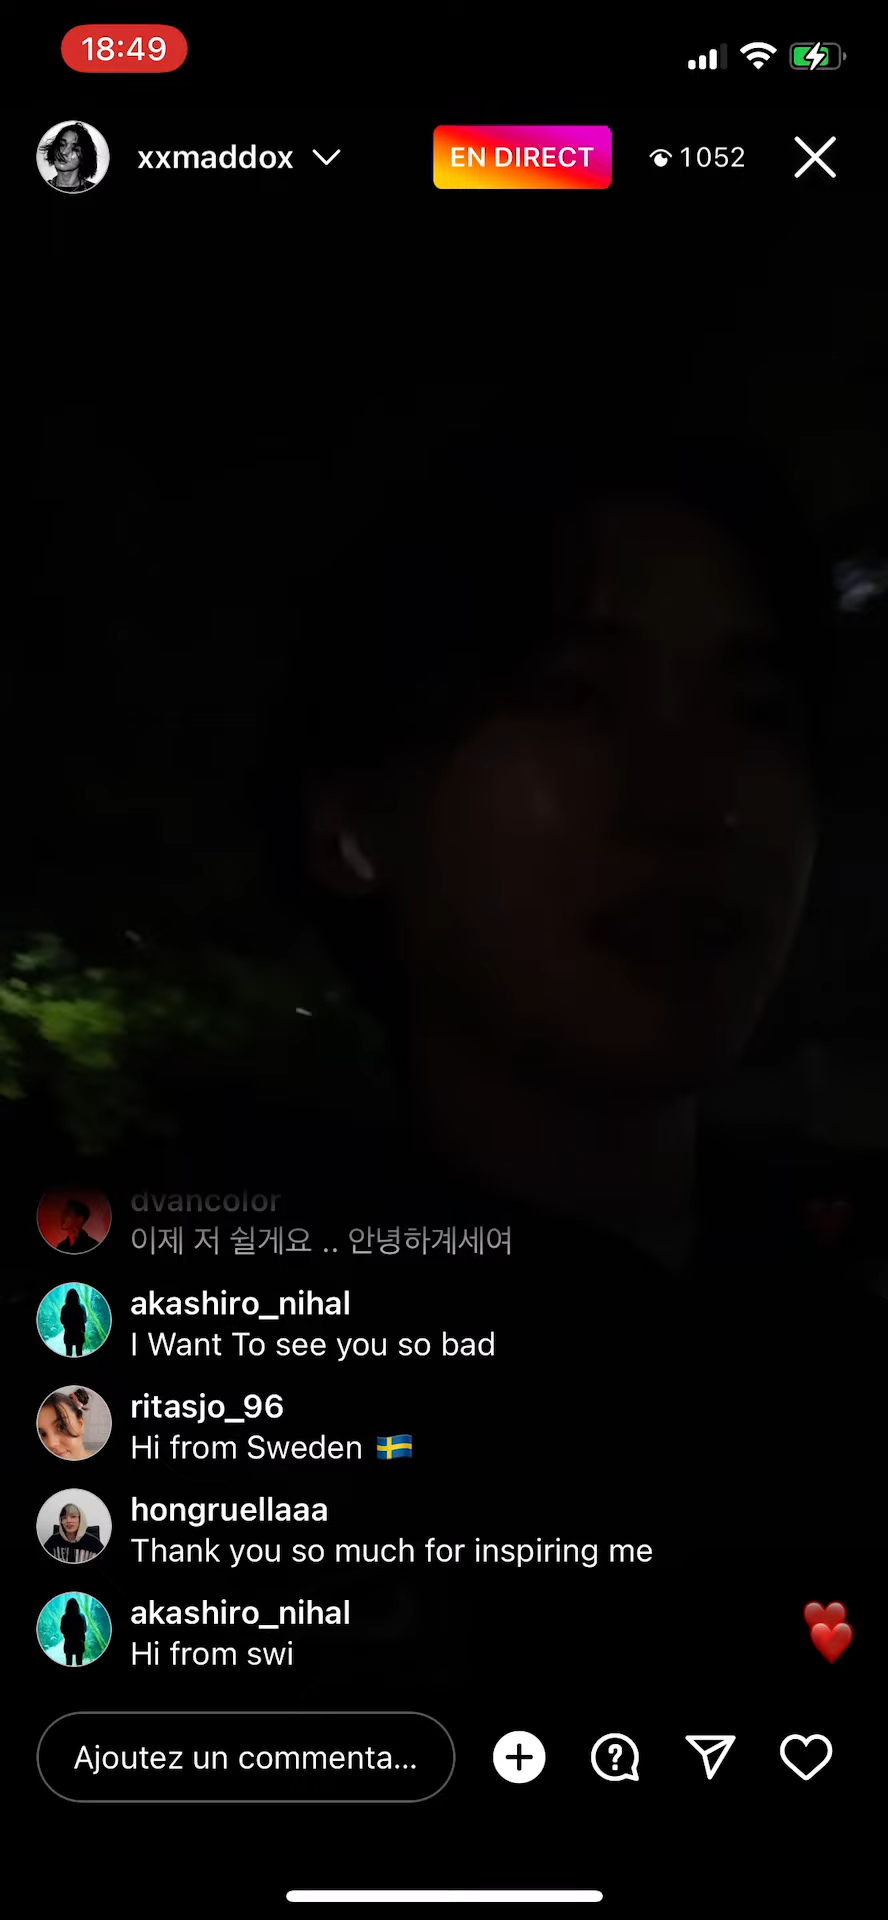 18:49
xxmaddox
EN DIRECT
1052
dvancolor
이제 저 쉴게요 .. 안녕하계세여
akashiro_nihal
I Want To see you so bad
ritasjo_96
Hi from Sweden 🇸🇪
hongruellaaa
Thank you so much for inspiring me
akashiro_nihal
Hi from swi
Ajoutez un commenta...